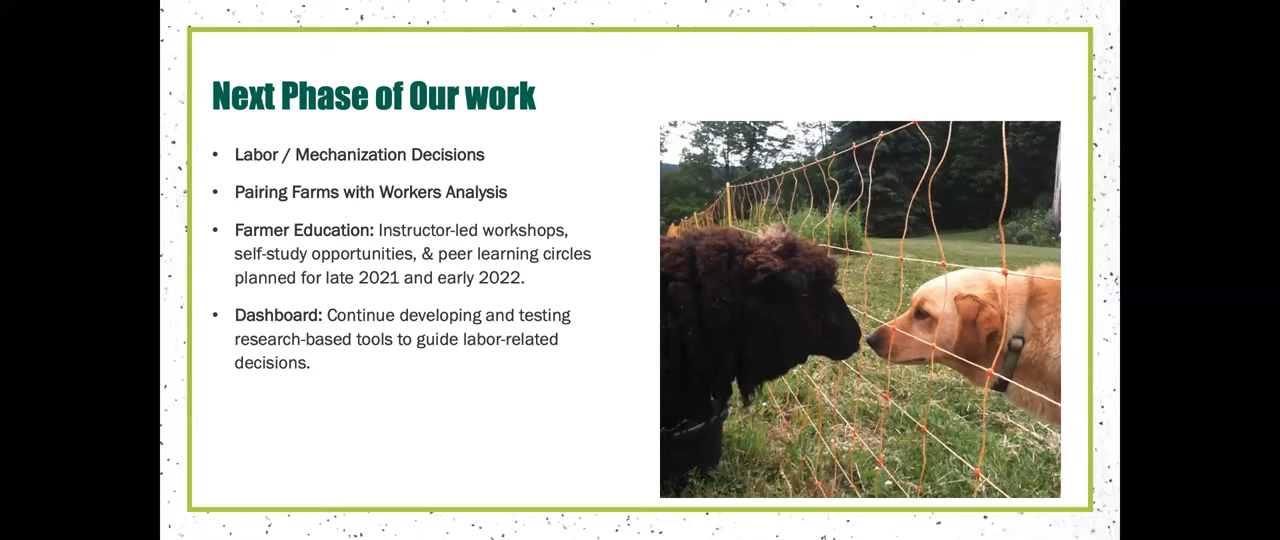 Next Phase of Our work
• Labor / Mechanization Decisions
• Pairing Farms with Workers Analysis
• Farmer Education: Instructor-led workshops,
self-study opportunities, & peer learning circles
planned for late 2021 and early 2022.
• Dashboard: Continue developing and testing
research-based tools to guide labor-related
decisions.